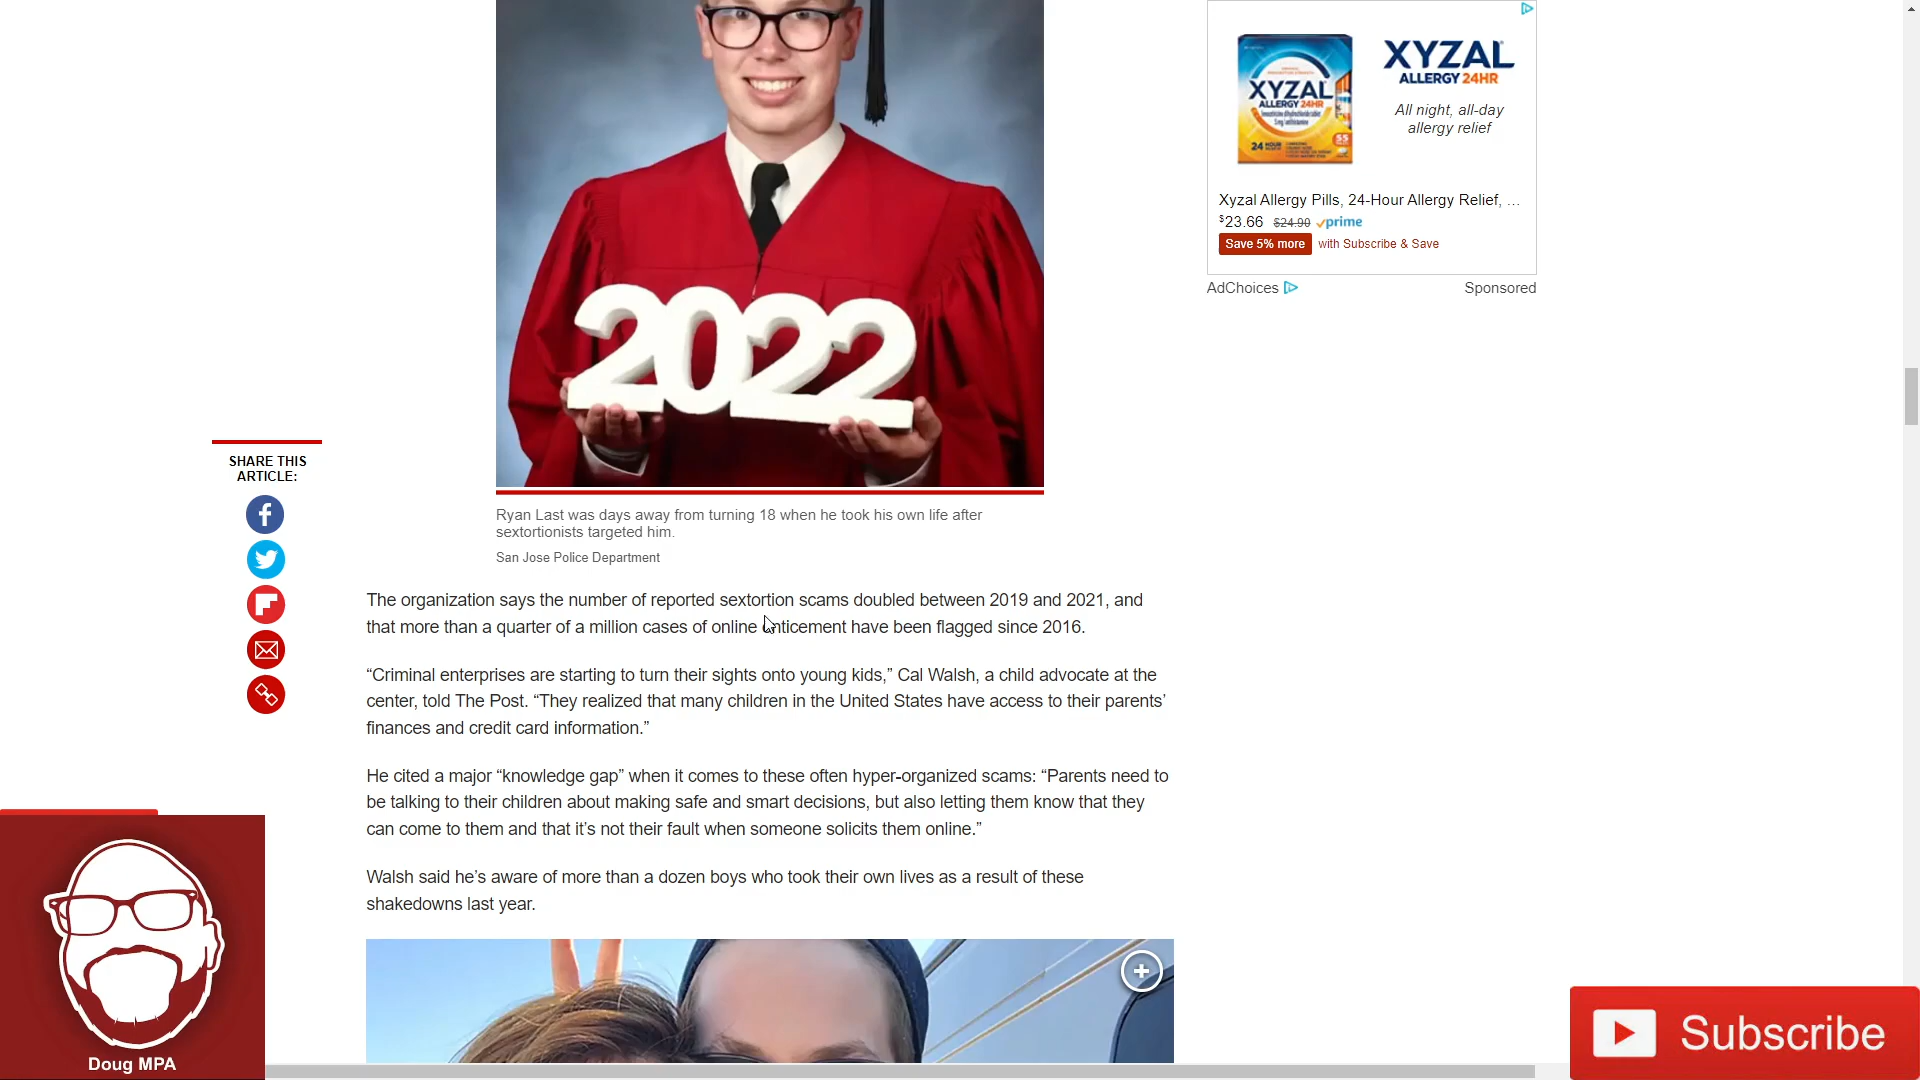 2022
XYZAL
ALLERGY 24HR
All night, all-day
allergy relief
XYZAL
ALLERGY 24HR
24 HOUR
55
Xyzal Allergy Pills, 24-Hour Allergy Relief, ...
$23.66 $24.90 prime
Save 5% more with Subscribe & Save
AdChoices
Sponsored
SHARE THIS
ARTICLE:
Ryan Last was days away from turning 18 when he took his own life after
sextortionists targeted him.
San Jose Police Department
The organization says the number of reported sextortion scams doubled between 2019 and 2021, and
that more than a quarter of a million cases of online enticement have been flagged since 2016.
“Criminal enterprises are starting to turn their sights onto young kids,” Cal Walsh, a child advocate at the
center, told The Post. “They realized that many children in the United States have access to their parents’
finances and credit card information.”
He cited a major “knowledge gap” when it comes to these often hyper-organized scams: “Parents need to
be talking to their children about making safe and smart decisions, but also letting them know that they
can come to them and that it’s not their fault when someone solicits them online.”
Walsh said he’s aware of more than a dozen boys who took their own lives as a result of these
shakedowns last year.
Doug MPA
Subscribe